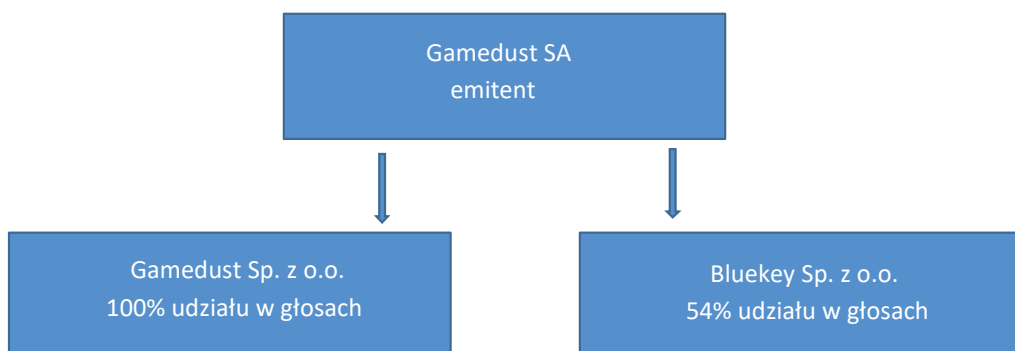 Gamedust SA
emitent
Gamedust Sp. z o.o.
100% udziału w głosach
Bluekey Sp. z o.o.
54% udziału w głosach